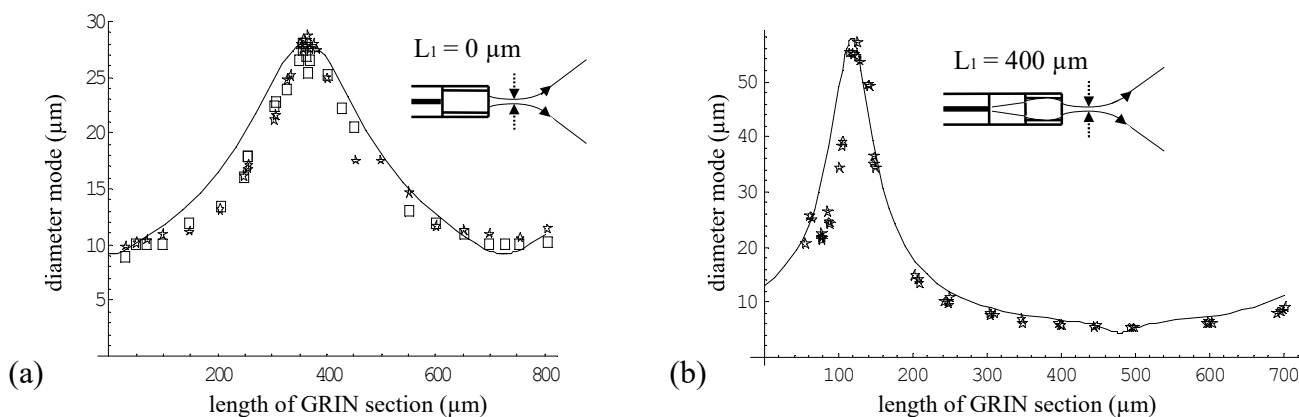 30
25
20
15
10
5
diameter mode (µm)
L1 = 0 µm
200 400 600 800
length of GRIN section (µm)
(a)
50
40
30
20
10
0
diameter mode (µm)
L1 = 400 µm
100 200 300 400 500 600 700
length of GRIN section (µm)
(b)